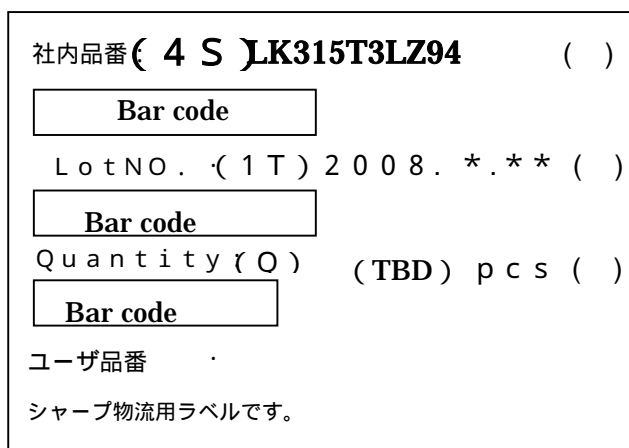 社内品番:(4S)LK315T3LZ94 ( )
Bar code
LotNO. :(1T)2008.*.** ( )
Bar code
Quantity:(Q) (TBD) pcs ( )
Bar code
ユーザ品番 :
シャープ物流用ラベルです。